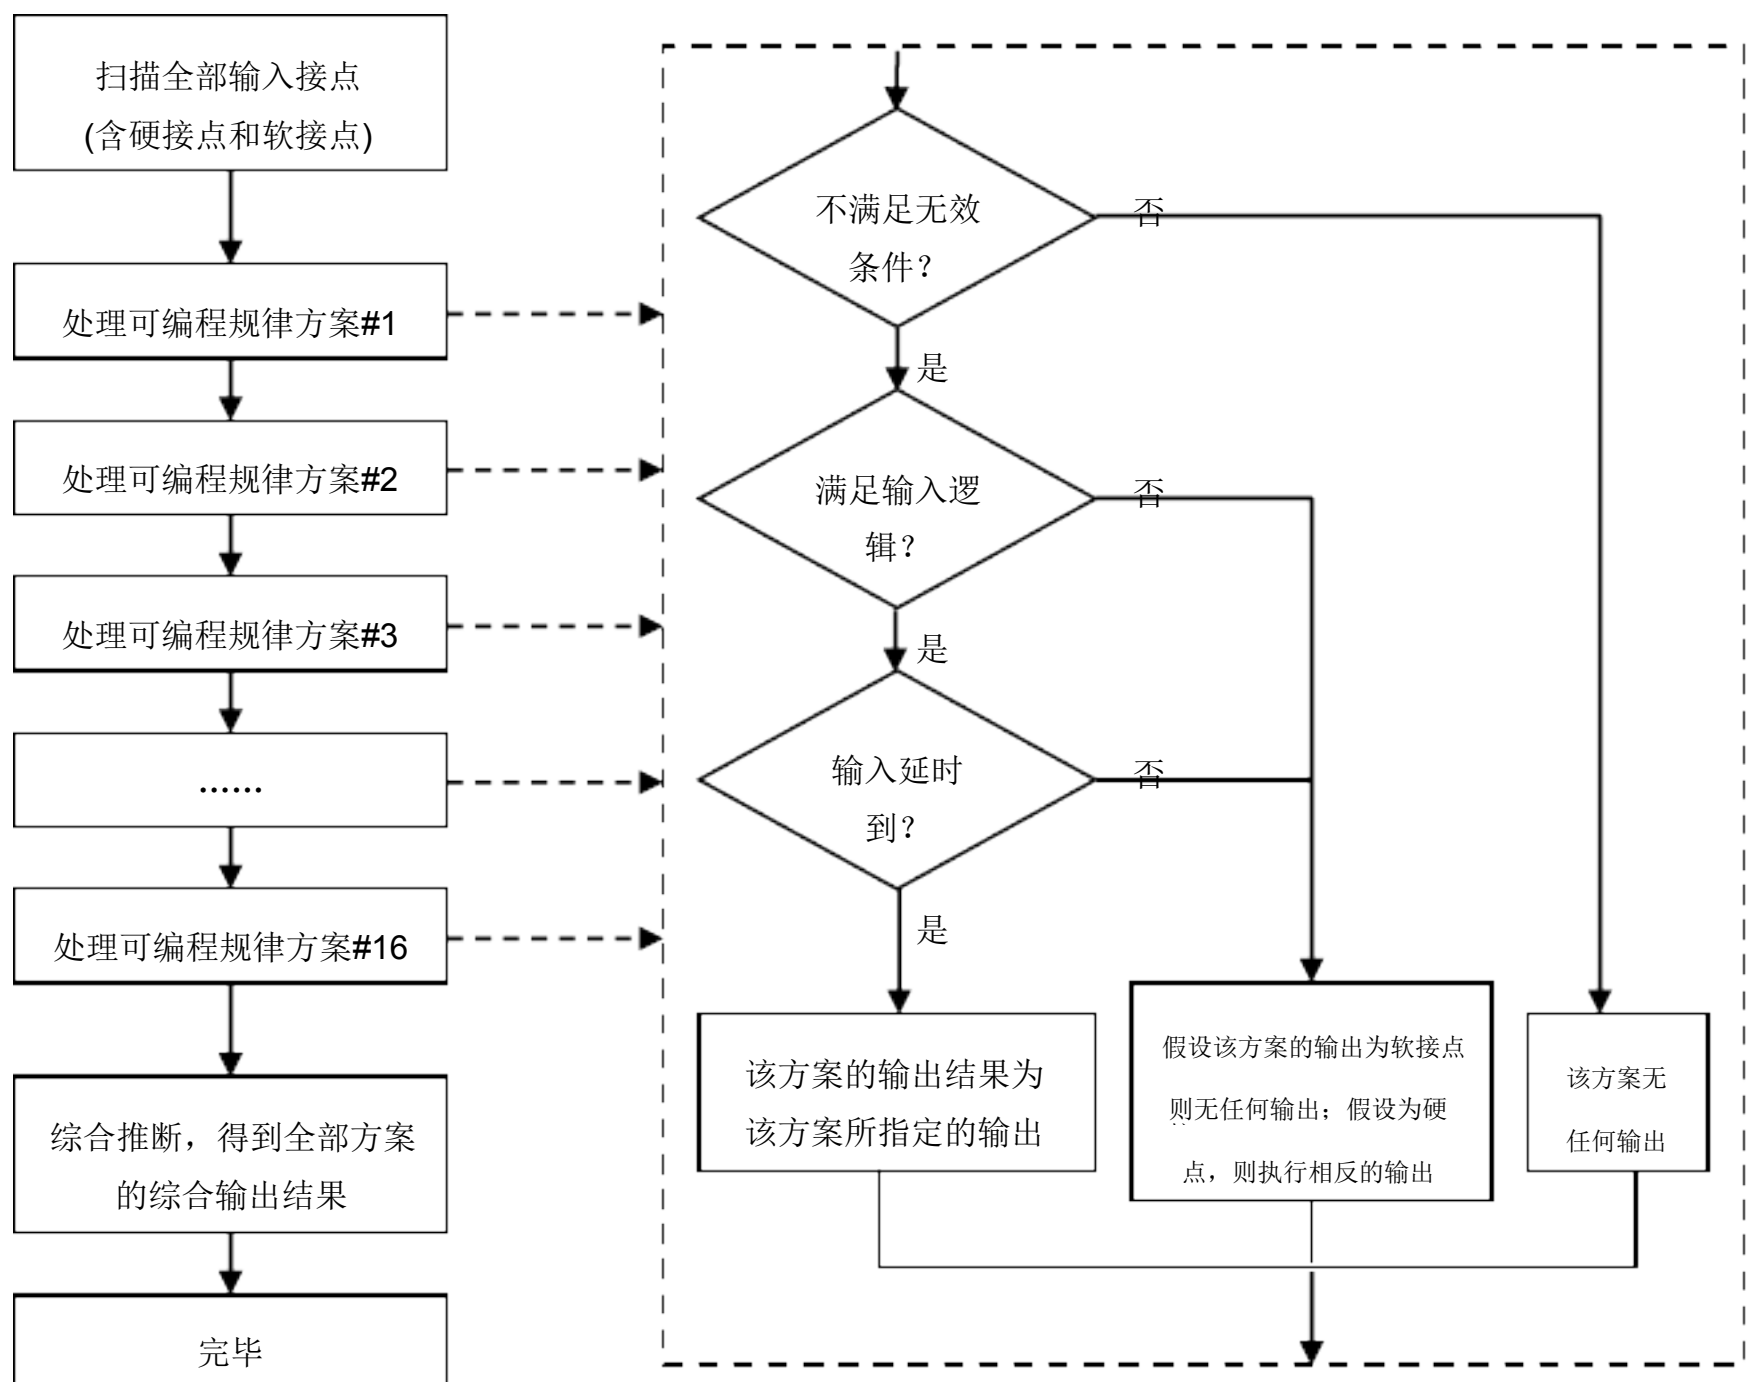 扫描全部输入接点
(含硬接点和软接点)
处理可编程规律方案#1
处理可编程规律方案#2
处理可编程规律方案#3
......
处理可编程规律方案#16
综合推断，得到全部方案
的综合输出结果
完毕
不满足无效
条件？
否
是
满足输入逻
辑？
否
是
输入延时
到？
否
是
该方案的输出结果为
该方案所指定的输出
假设该方案的输出为软接点
则无任何输出；假设为硬
点，则执行相反的输出
该方案无
任何输出